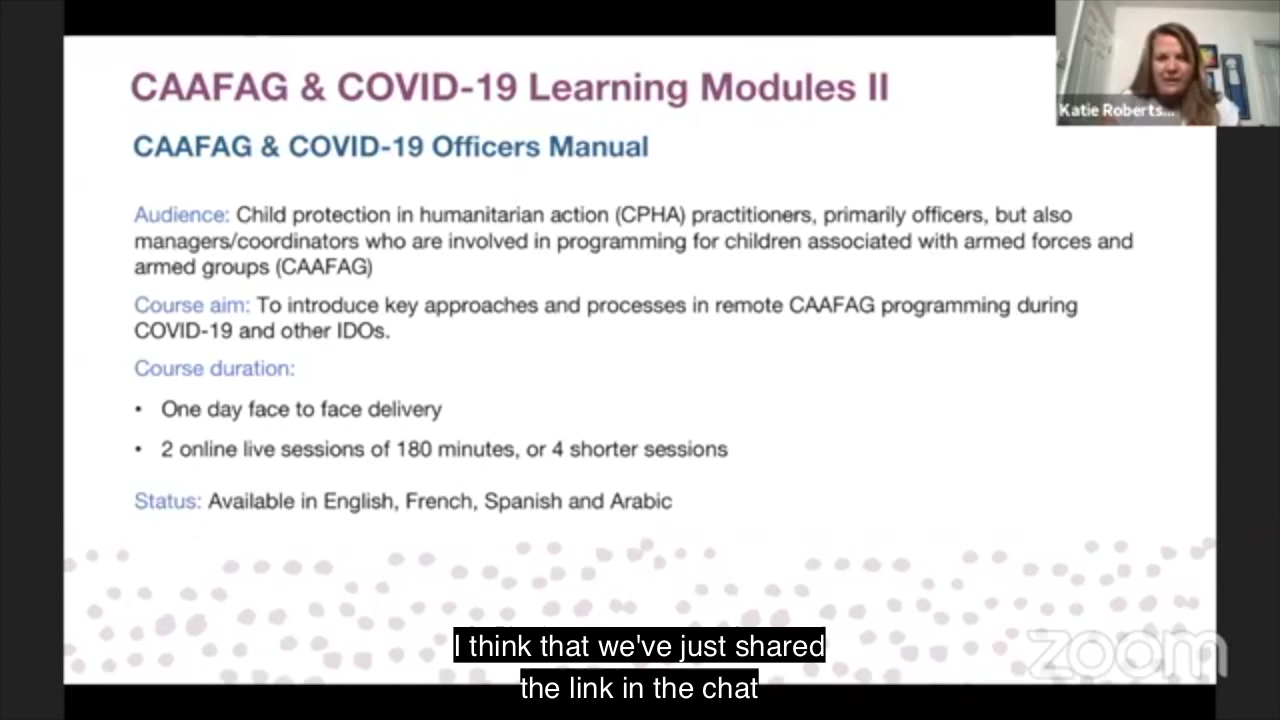 CAAFAG & COVID-19 Learning Modules II
Katie Roberts...
CAAFAG & COVID-19 Officers Manual
Audience: Child protection in humanitarian action (CPHA) practitioners, primarily officers, but also
managers/coordinators who are involved in programming for children associated with armed forces and
armed groups (CAAFAG)
Course aim: To introduce key approaches and processes in remote CAAFAG programming during
COVID-19 and other IDOs.
Course duration:
• One day face to face delivery
• 2 online live sessions of 180 minutes, or 4 shorter sessions
Status: Available in English, French, Spanish and Arabic
I think that we've just shared
the link in the chat
zoom